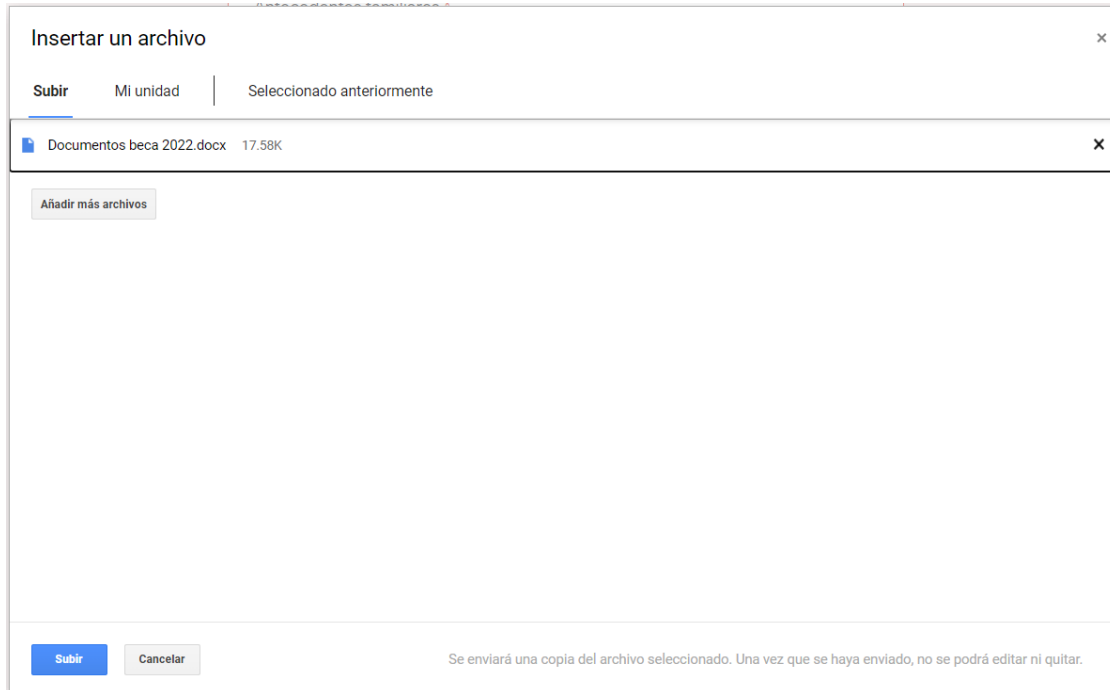 Antecedentes familiares *
Insertar un archivo ×
Subir Mi unidad Seleccionado anteriormente
Documentos beca 2022.docx 17.58K ×
Añadir más archivos
Subir Cancelar Se enviará una copia del archivo seleccionado. Una vez que se haya enviado, no se podrá editar ni quitar.